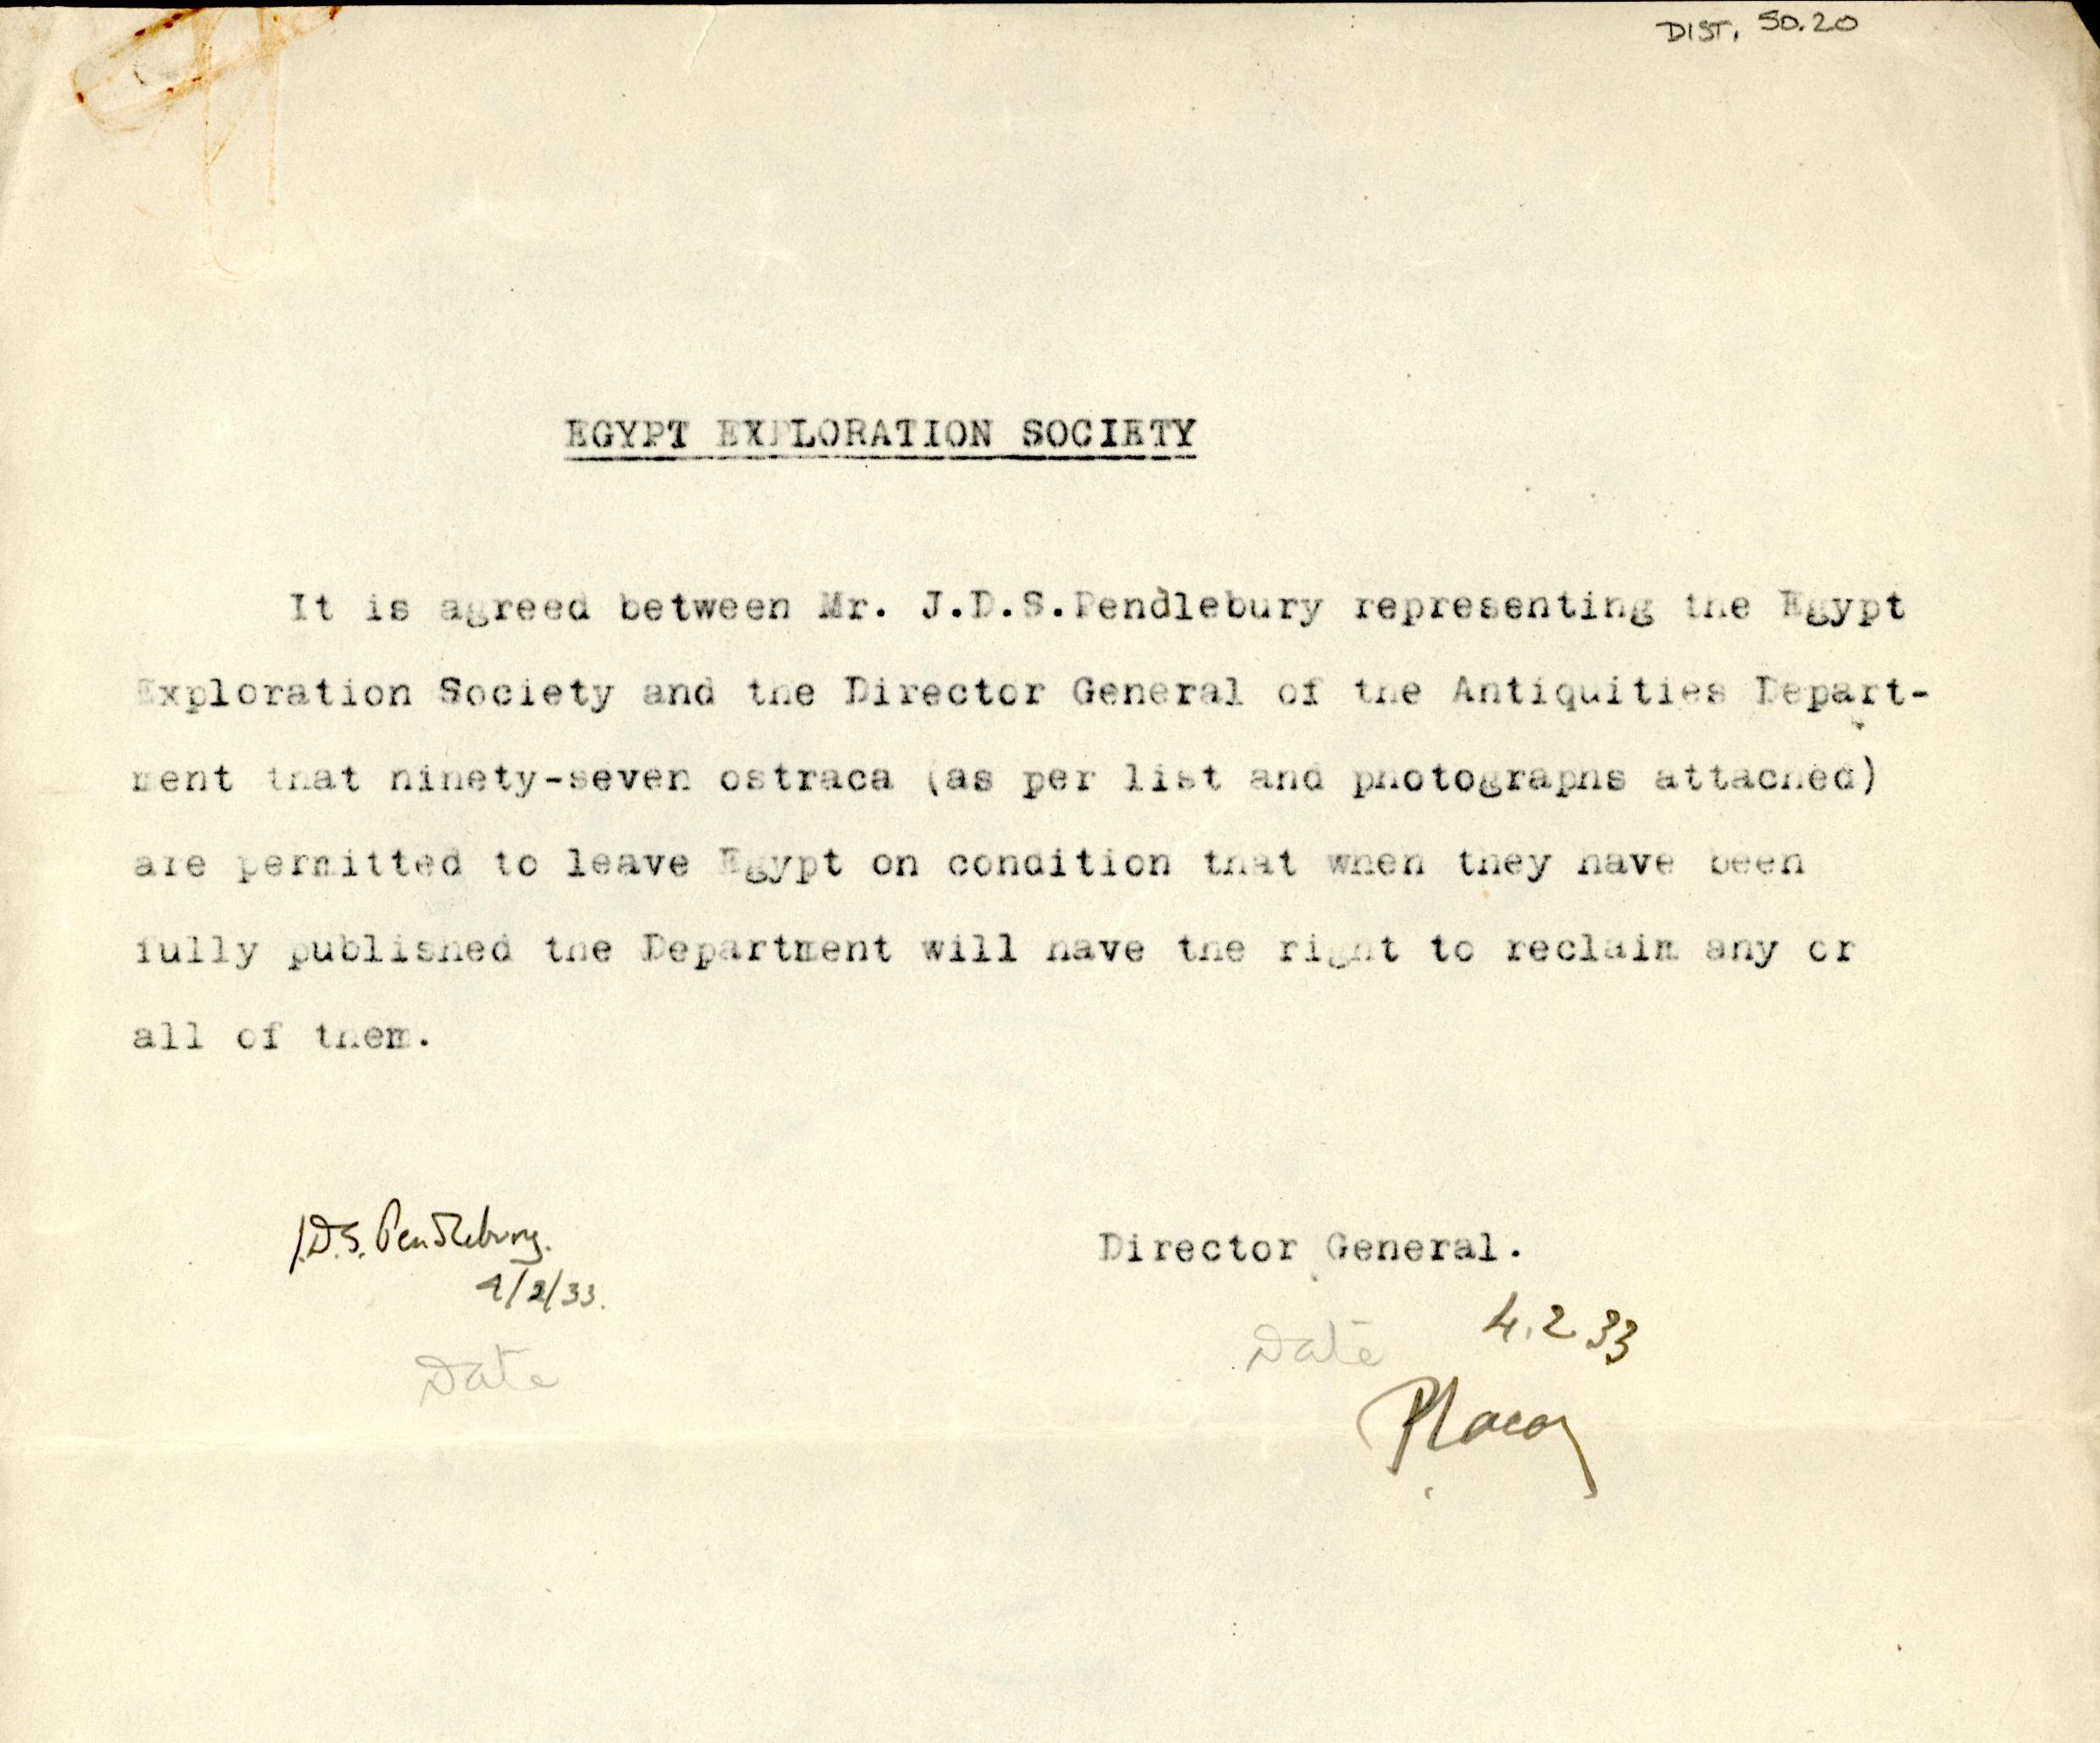 DIST. 50.20
EGYPT EXPLORATION SOCIETY
It is agreed between Mr. J.D.S.Pendlebury representing the Egypt
Exploration Society and the Director General of the Antiquities Depart-
ment that ninety-seven ostraca (as per list and photographs attached)
are permitted to leave Egypt on condition that when they have been
fully published the Department will have the right to reclaim any or
all of them.
J.D.S. Pendlebury.
4/2/33.
Date
Director General.
Date 4.2.33
P Lacau